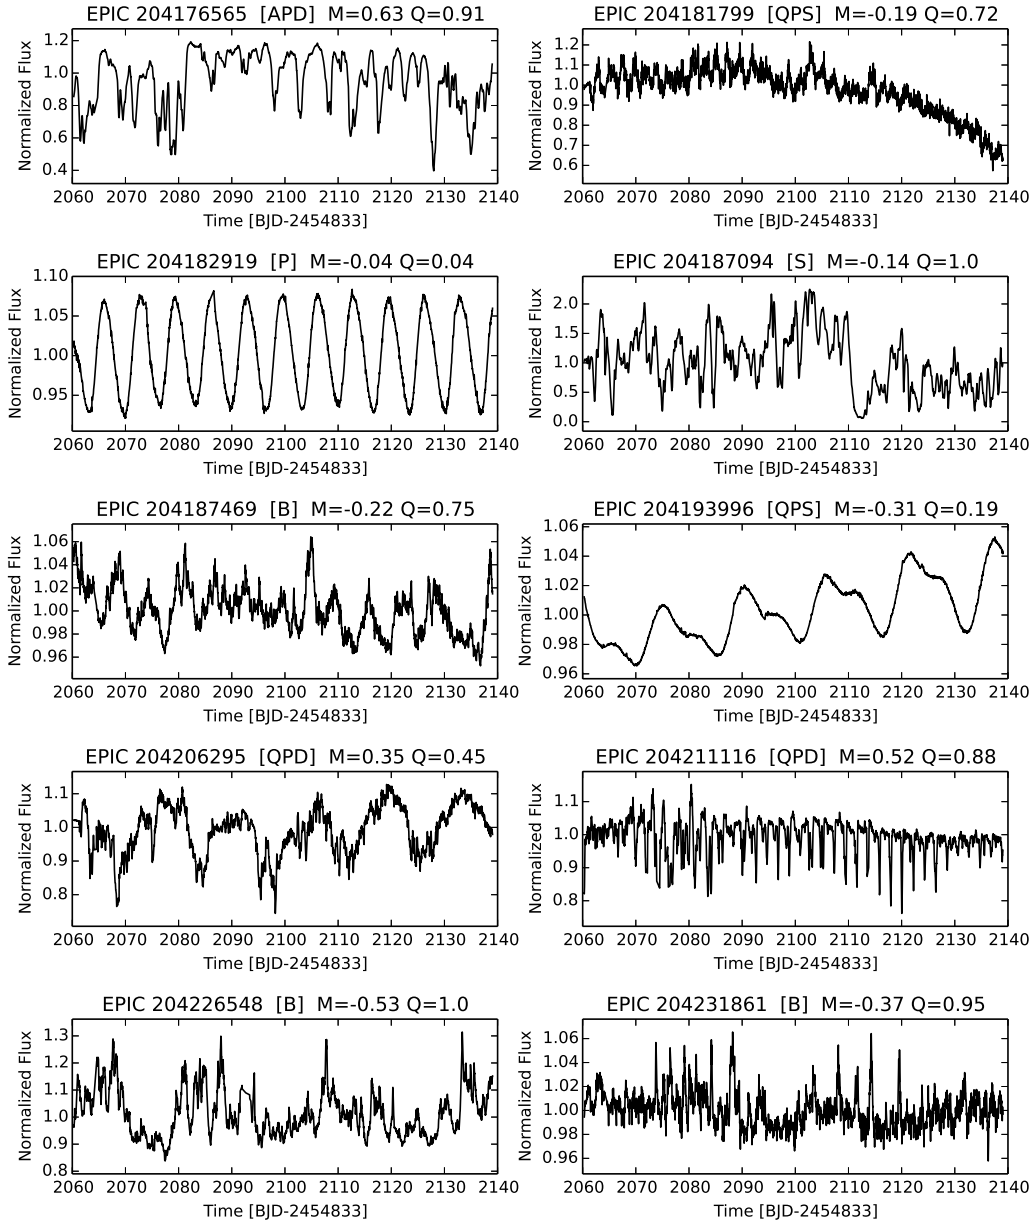 EPIC 204176565 [APD] M=0.63 Q=0.91
Normalized Flux
1.2
1.0
0.8
0.6
0.4
2060 2070 2080 2090 2100 2110 2120 2130 2140
Time [BJD-2454833]
EPIC 204181799 [QPS] M=-0.19 Q=0.72
Normalized Flux
1.2
1.1
1.0
0.9
0.8
0.7
0.6
2060 2070 2080 2090 2100 2110 2120 2130 2140
Time [BJD-2454833]
EPIC 204182919 [P] M=-0.04 Q=0.04
Normalized Flux
1.10
1.05
1.00
0.95
2060 2070 2080 2090 2100 2110 2120 2130 2140
Time [BJD-2454833]
EPIC 204187094 [S] M=-0.14 Q=1.0
Normalized Flux
2.0
1.5
1.0
0.5
0.0
2060 2070 2080 2090 2100 2110 2120 2130 2140
Time [BJD-2454833]
EPIC 204187469 [B] M=-0.22 Q=0.75
Normalized Flux
1.06
1.04
1.02
1.00
0.98
0.96
2060 2070 2080 2090 2100 2110 2120 2130 2140
Time [BJD-2454833]
EPIC 204193996 [QPS] M=-0.31 Q=0.19
Normalized Flux
1.06
1.04
1.02
1.00
0.98
0.96
2060 2070 2080 2090 2100 2110 2120 2130 2140
Time [BJD-2454833]
EPIC 204206295 [QPD] M=0.35 Q=0.45
Normalized Flux
1.1
1.0
0.9
0.8
2060 2070 2080 2090 2100 2110 2120 2130 2140
Time [BJD-2454833]
EPIC 204211116 [QPD] M=0.52 Q=0.88
Normalized Flux
1.1
1.0
0.9
0.8
2060 2070 2080 2090 2100 2110 2120 2130 2140
Time [BJD-2454833]
EPIC 204226548 [B] M=-0.53 Q=1.0
Normalized Flux
1.3
1.2
1.1
1.0
0.9
0.8
2060 2070 2080 2090 2100 2110 2120 2130 2140
Time [BJD-2454833]
EPIC 204231861 [B] M=-0.37 Q=0.95
Normalized Flux
1.06
1.04
1.02
1.00
0.98
0.96
2060 2070 2080 2090 2100 2110 2120 2130 2140
Time [BJD-2454833]